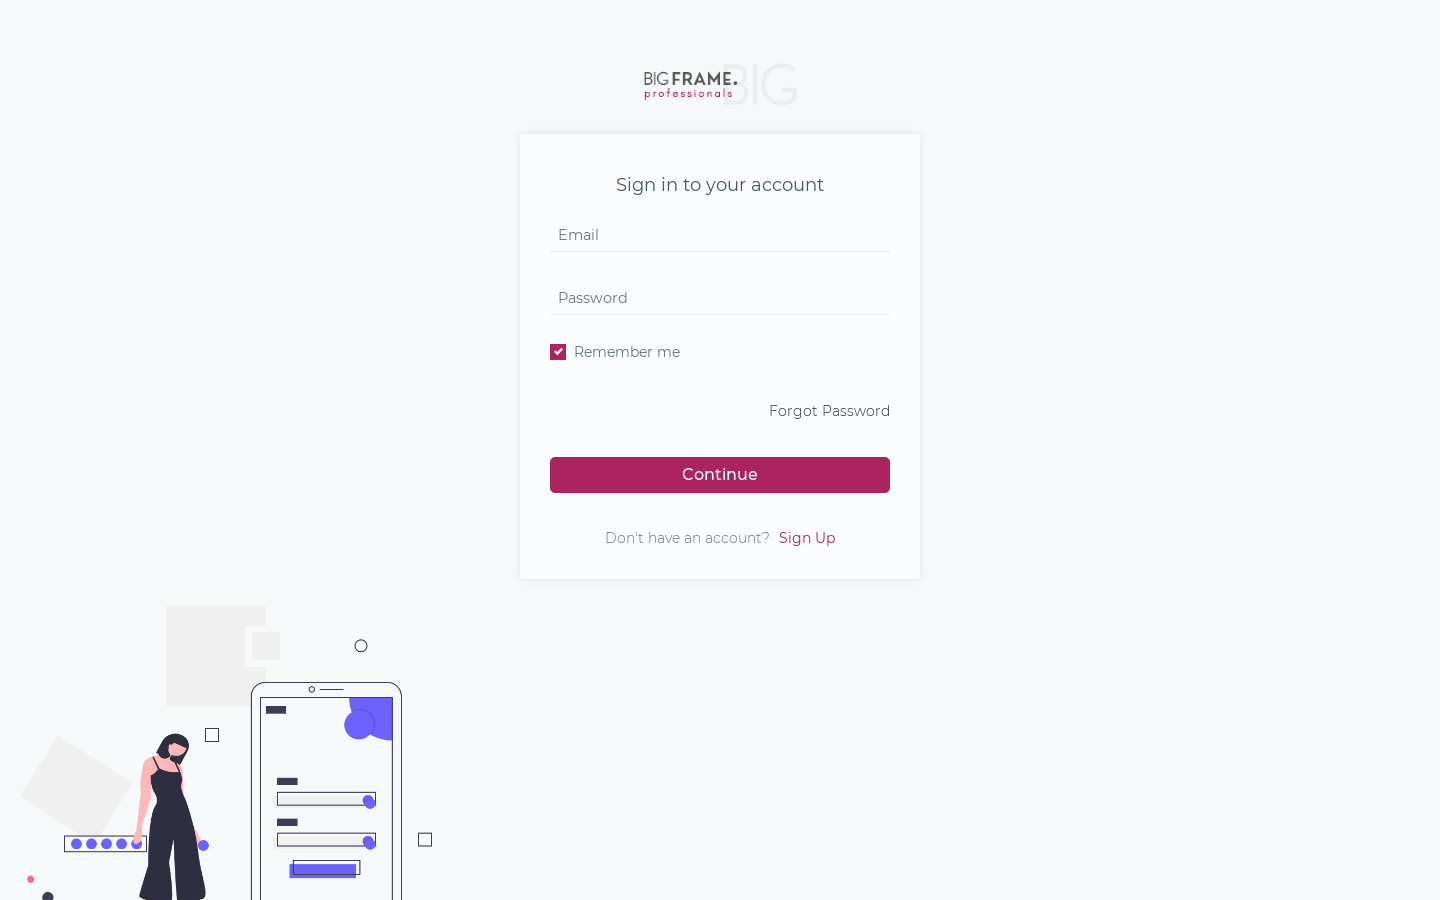 BIG FRAME.
professionals
BIG
Sign in to your account
Email
Password
Remember me
Forgot Password
Continue
Don't have an account? Sign Up